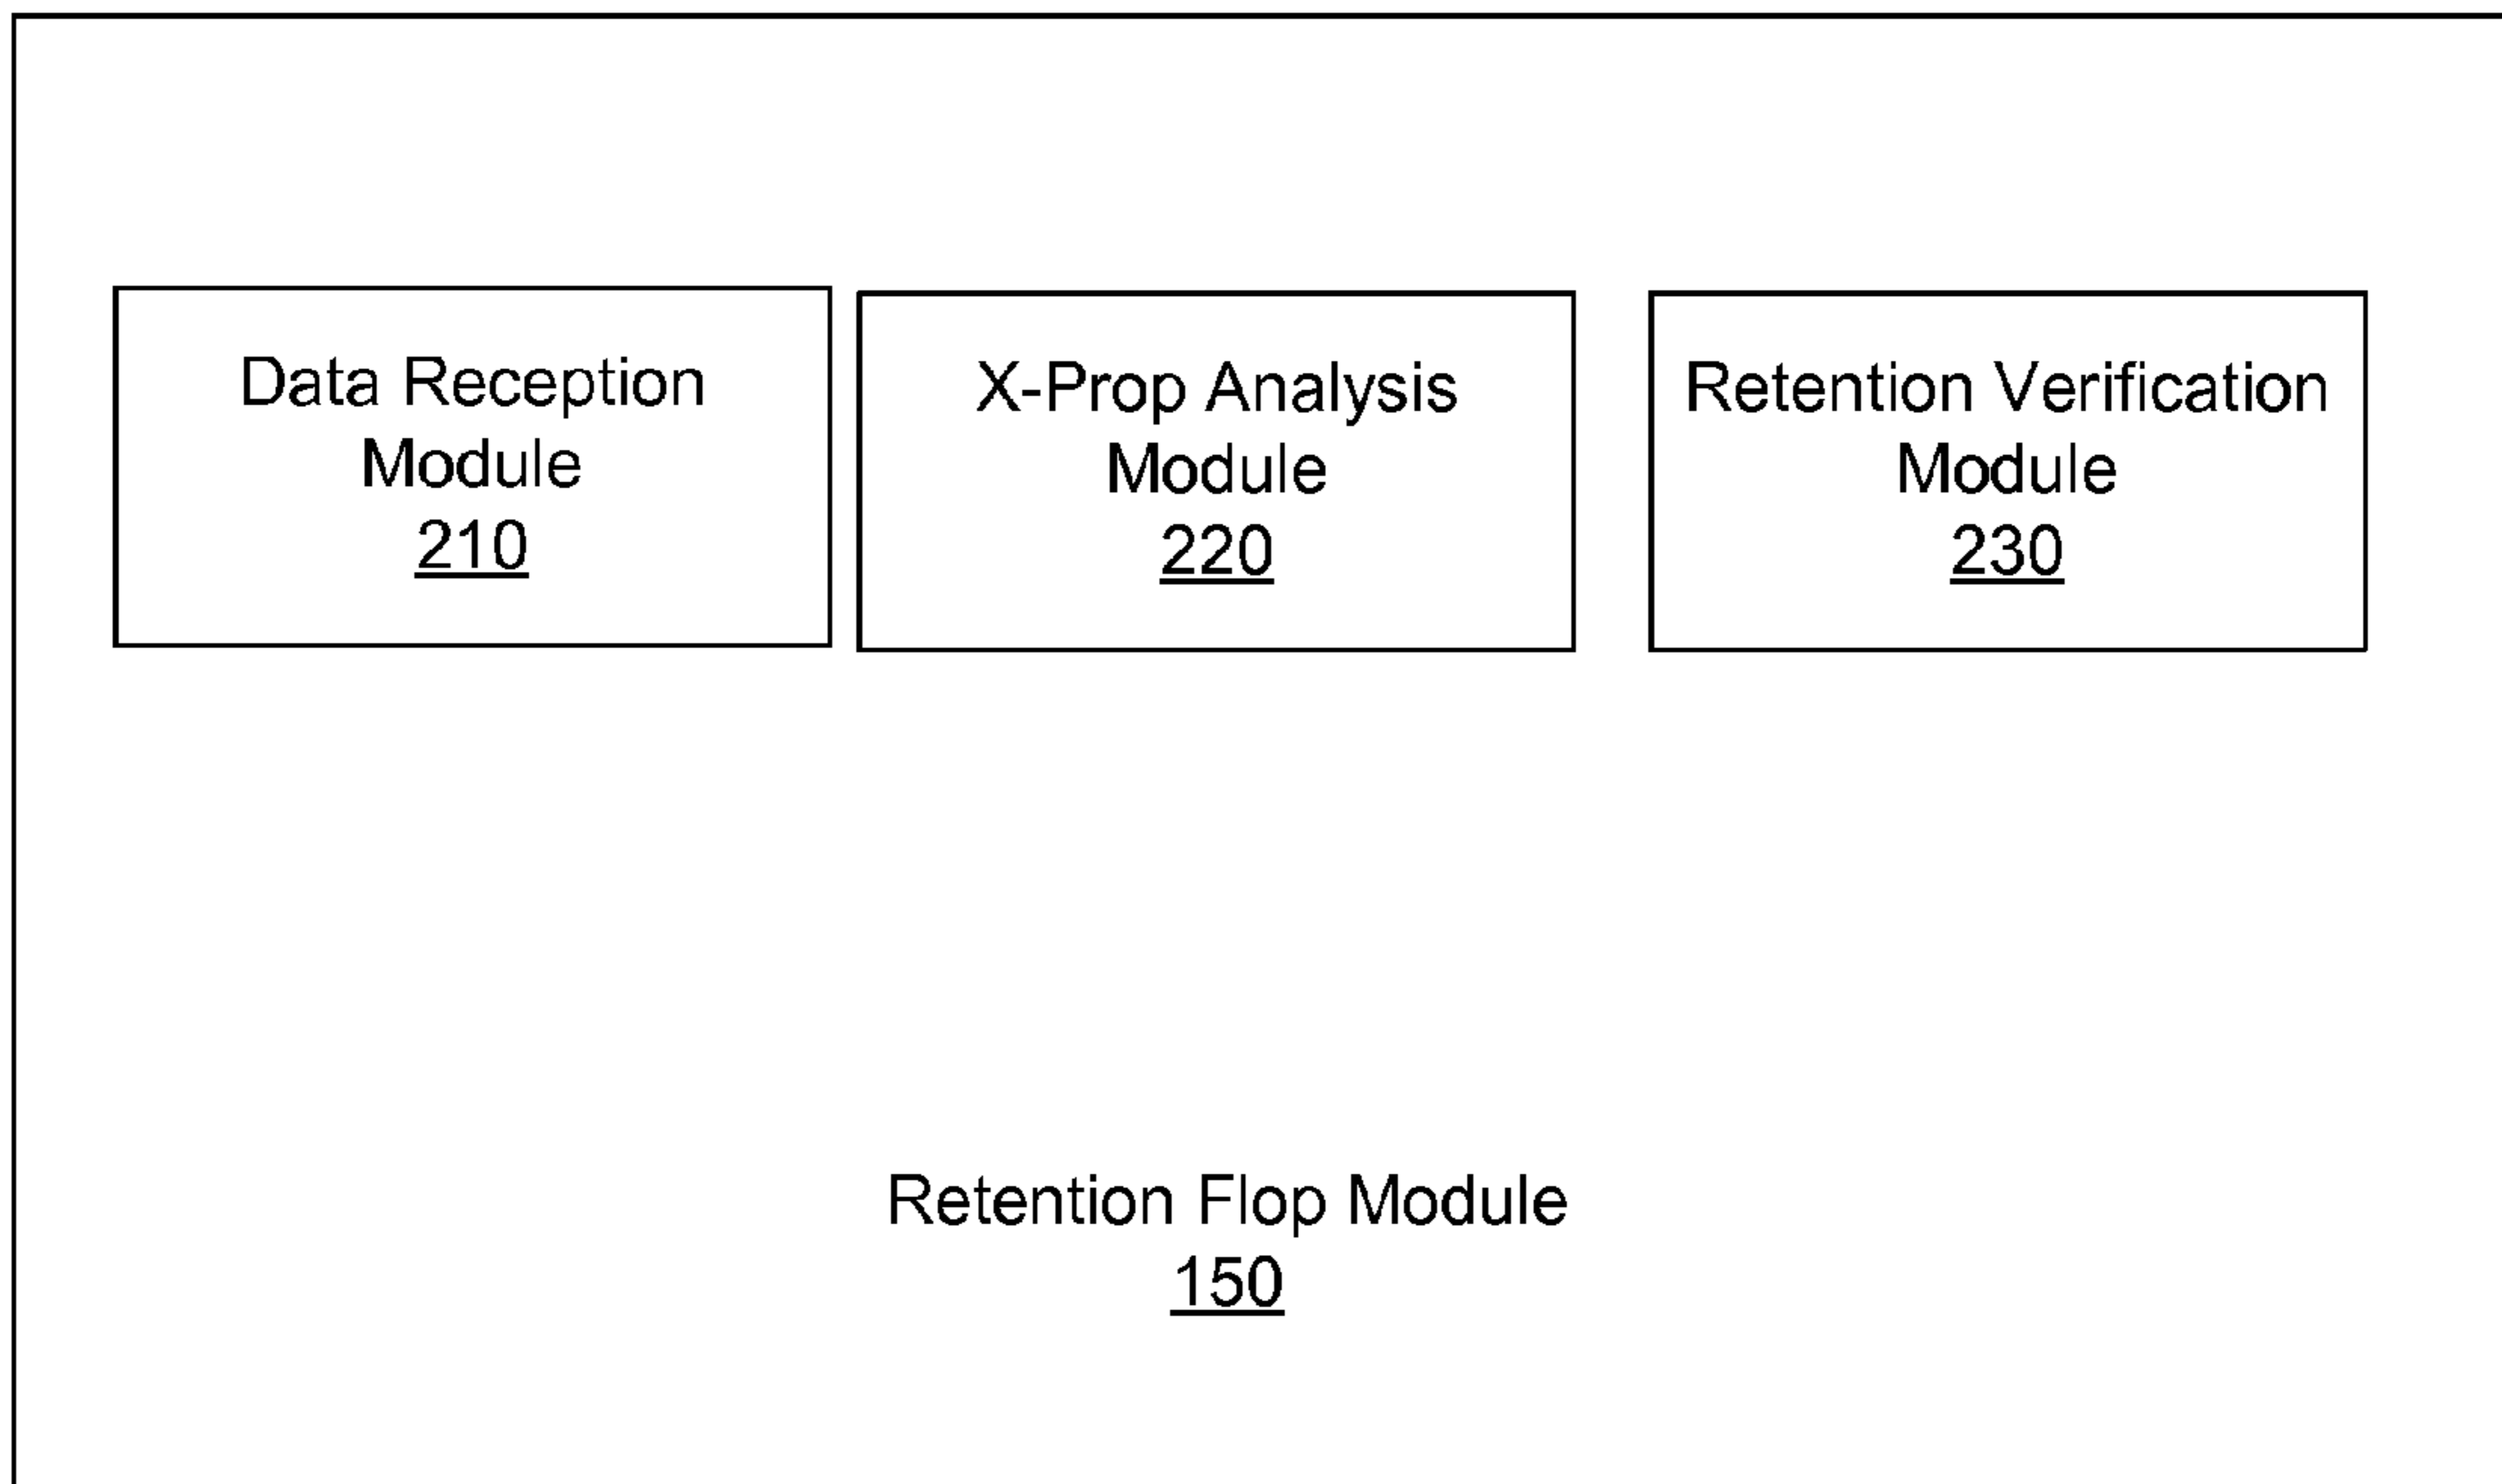 Data Reception
Module
210
X-Prop Analysis
Module
220
Retention Verification
Module
230
Retention Flop Module
150